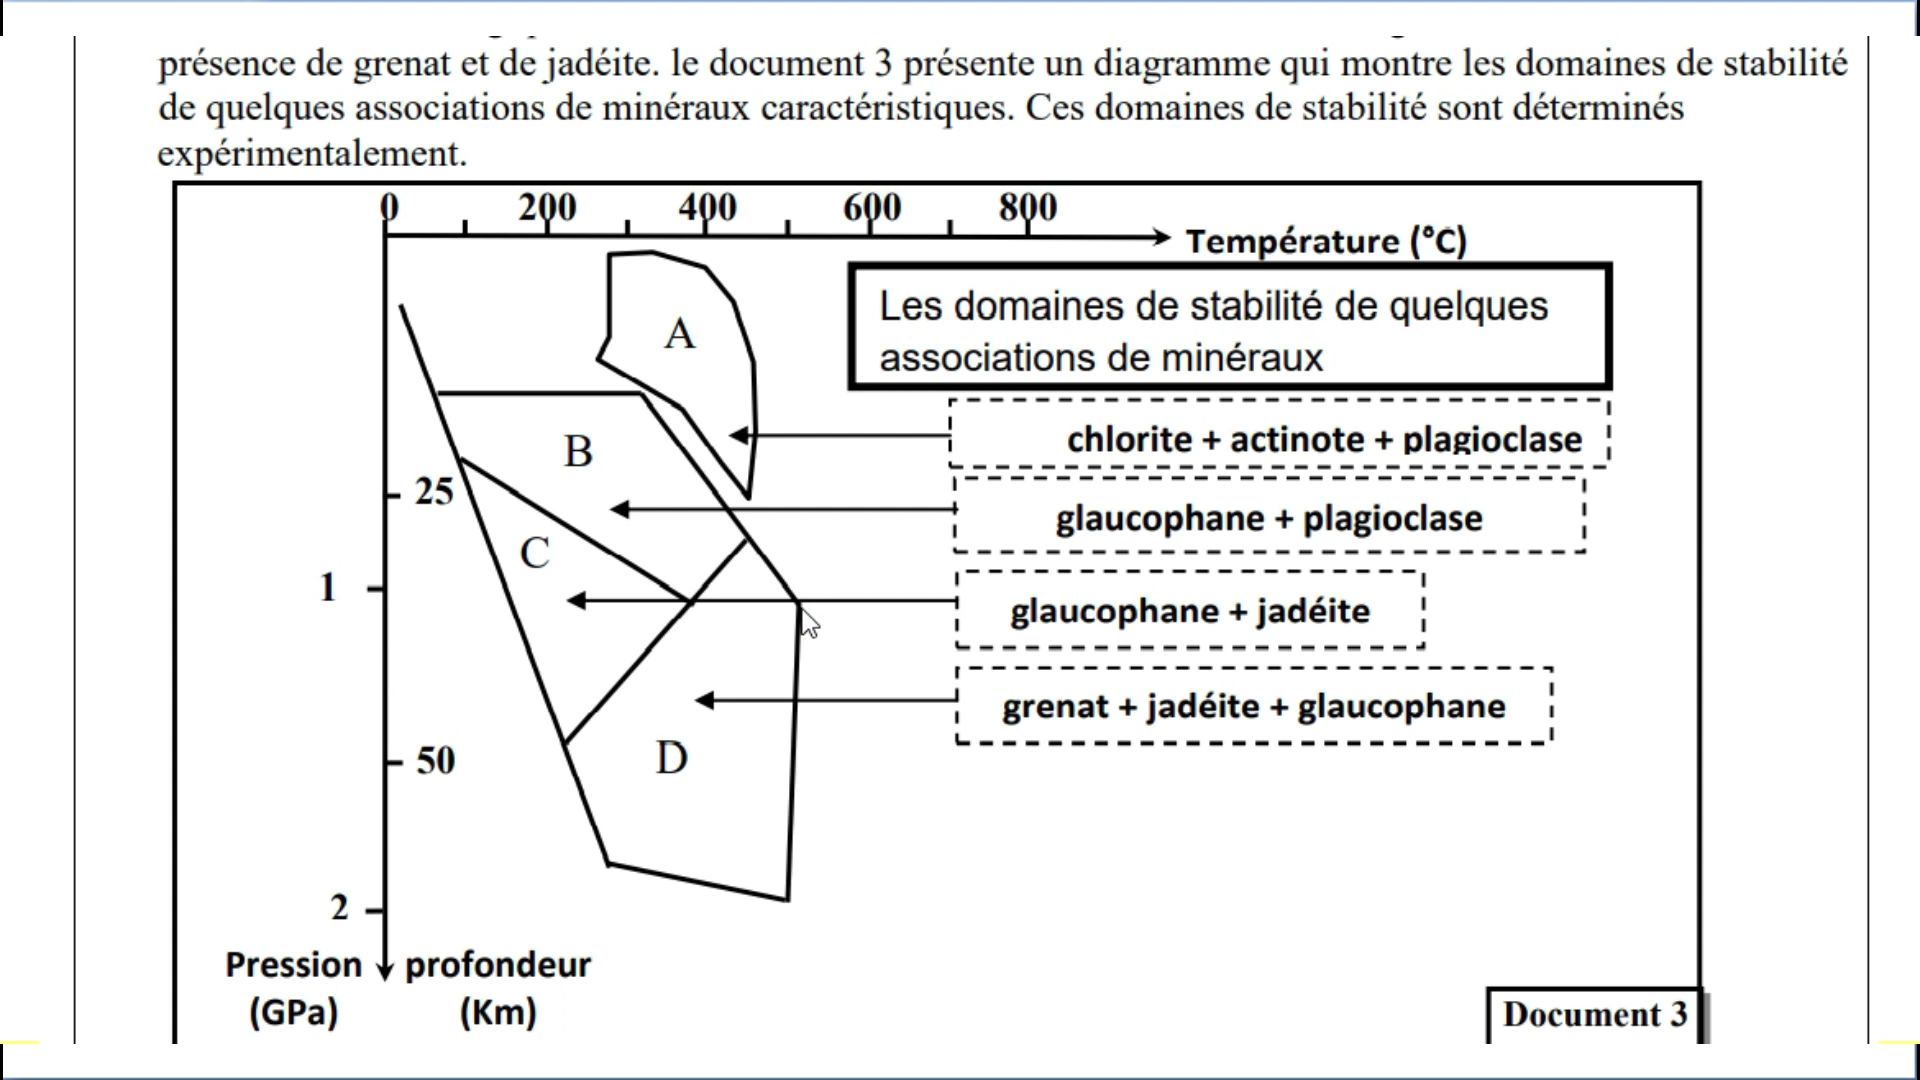 présence de grenat et de jadéite. le document 3 présente un diagramme qui montre les domaines de stabilité
de quelques associations de minéraux caractéristiques. Ces domaines de stabilité sont déterminés
expérimentalement.
0 200 400 600 800
Température (°C)
Les domaines de stabilité de quelques
associations de minéraux
A
chlorite + actinote + plagioclase
B
25
glaucophane + plagioclase
C
1
glaucophane + jadéite
grenat + jadéite + glaucophane
50
D
2
Pression profondeur
(GPa) (Km)
Document 3